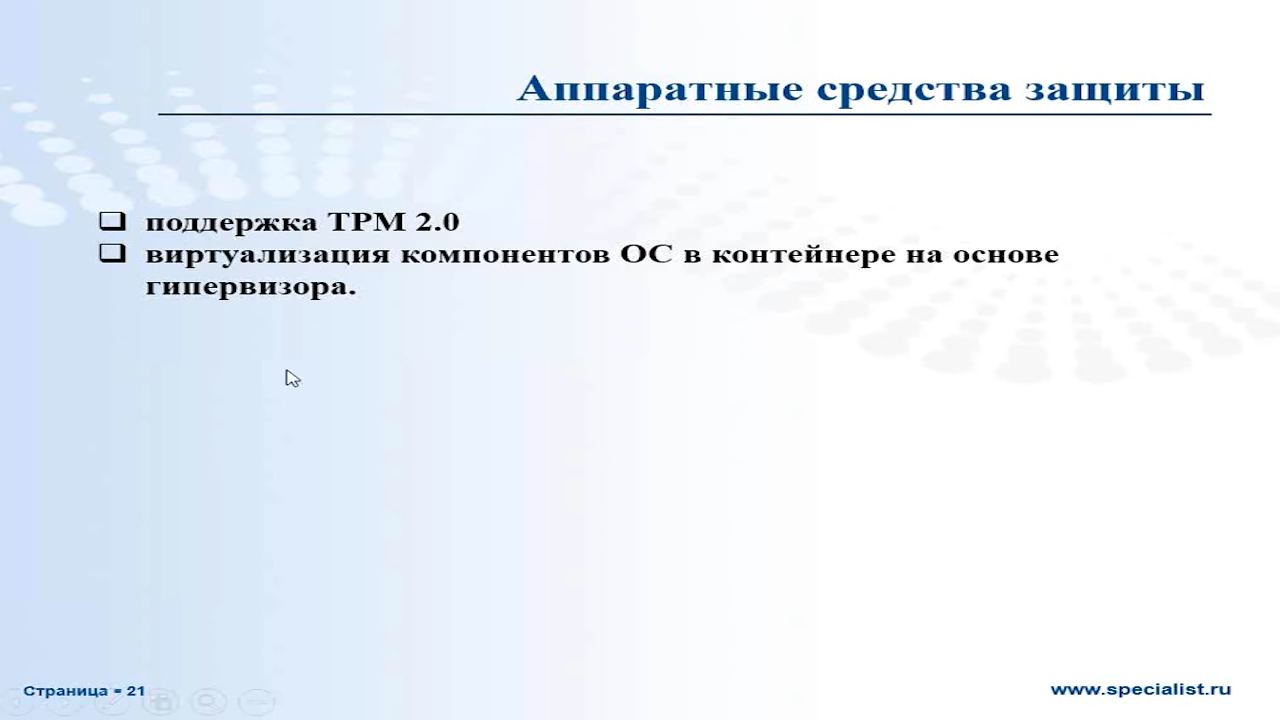 Аппаратные средства защиты
поддержка TPM 2.0
виртуализация компонентов ОС в контейнере на основе
гипервизора.
Страница - 21
www.specialist.ru